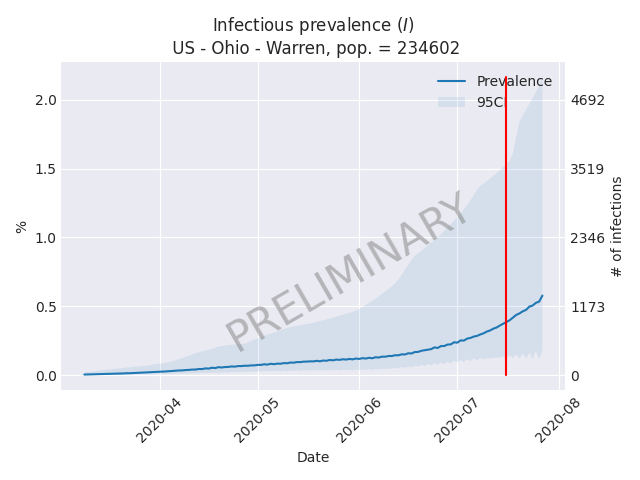 Infectious prevalence (I)
US - Ohio - Warren, pop. = 234602
Prevalence
95CI
2.0
1.5
1.0
0.5
0.0
%
4692
3519
2346
1173
0
# of infections
PRELIMINARY
2020-04
2020-05
2020-06
2020-07
2020-08
Date